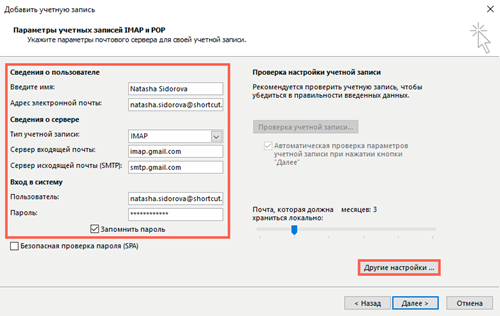 Добавить учетную запись
Параметры учетных записей IMAP и POP
Укажите параметры почтового сервера для своей учетной записи.
Сведения о пользователе
Введите имя: Natasha Sidorova
Адрес электронной почты: natasha.sidorova@shortcut.
Сведения о сервере
Тип учетной записи: IMAP
Сервер входящей почты: imap.gmail.com
Сервер исходящей почты (SMTP): smtp.gmail.com
Вход в систему
Пользователь: natasha.sidorova@shortcut.
Пароль: ************
Запомнить пароль
Безопасная проверка пароля (SPA)
Проверка настройки учетной записи
Рекомендуется проверить учетную запись, чтобы
убедиться в правильности введенных данных.
Проверка учетной записи...
Автоматическая проверка параметров
учетной записи при нажатии кнопки
"Далее"
Почта, которая должна месяцев: 3
храниться локально:
Другие настройки ...
< Назад Далее > Отмена